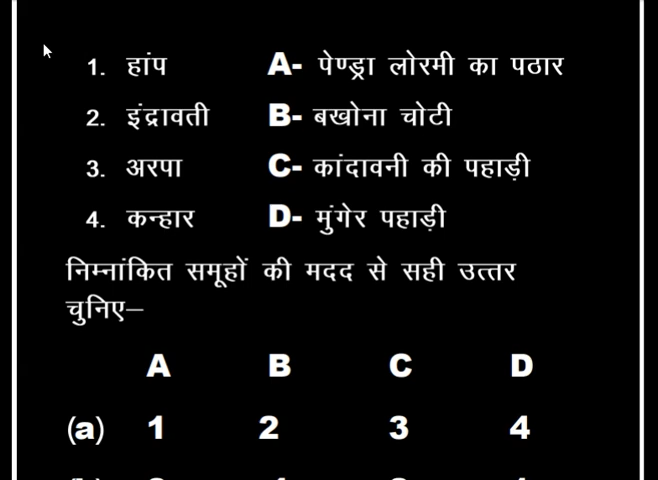 1. हांप A- पेण्ड्रा लोरमी का पठार
2. इंद्रावती B- बखोना चोटी
3. अरपा C- कांदावनी की पहाड़ी
4. कन्हार D- मुंगेर पहाड़ी
निम्नांकित समूहों की मदद से सही उत्तर
चुनिए–
A B C D
(a) 1 2 3 4